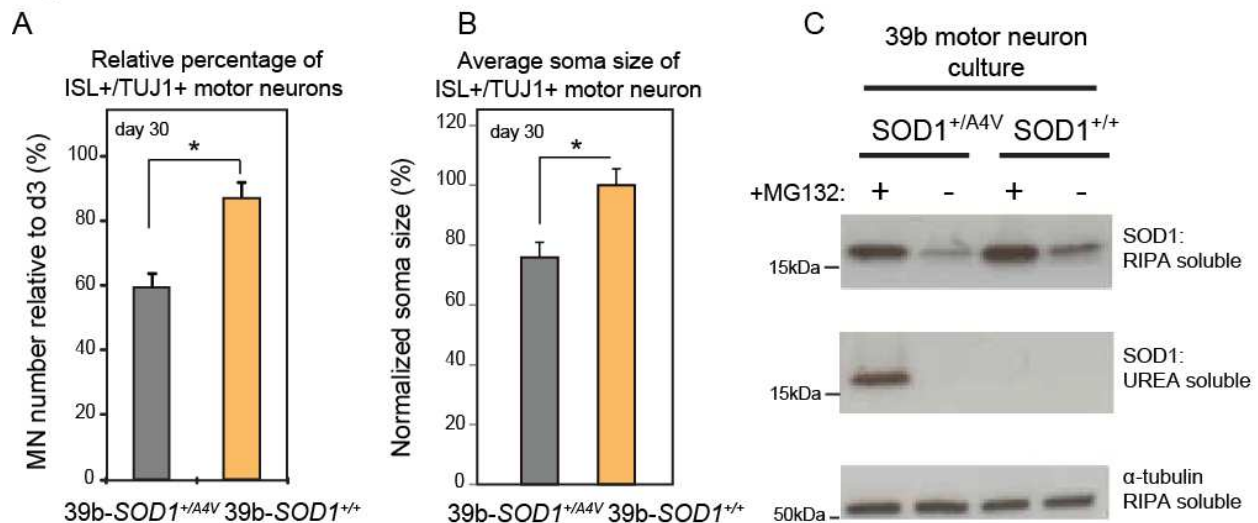 A
Relative percentage of
ISL+/TUJ1+ motor neurons
day 30
*
MN number relative to d3 (%)
100
80
60
40
20
0
39b-SOD1+/A4V 39b-SOD1+/+
B
Average soma size of
ISL+/TUJ1+ motor neuron
day 30
*
Normalized soma size (%)
120
100
80
60
40
20
0
39b-SOD1+/A4V 39b-SOD1+/+
C
39b motor neuron
culture
SOD1+/A4V SOD1+/+
+MG132: + - + -
15kDa
SOD1:
RIPA soluble
15kDa
SOD1:
UREA soluble
50kDa
α-tubulin
RIPA soluble